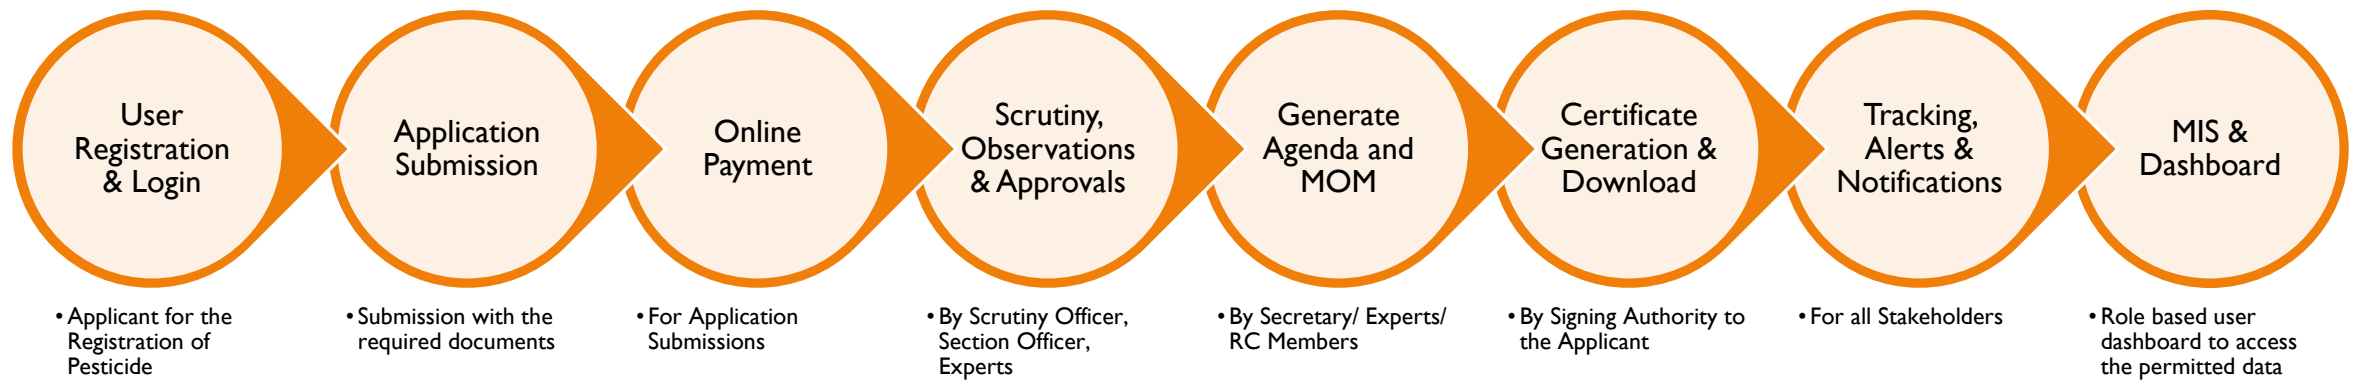 User
Registration
& Login
Application
Submission
Online
Payment
Scrutiny,
Observations
& Approvals
Generate
Agenda and
MOM
Certificate
Generation &
Download
Tracking,
Alerts &
Notifications
MIS &
Dashboard
• Applicant for the
Registration of
Pesticide
• Submission with the
required documents
• For Application
Submissions
• By Scrutiny Officer,
Section Officer,
Experts
• By Secretary/ Experts/
RC Members
• By Signing Authority to
the Applicant
• For all Stakeholders
• Role based user
dashboard to access
the permitted data